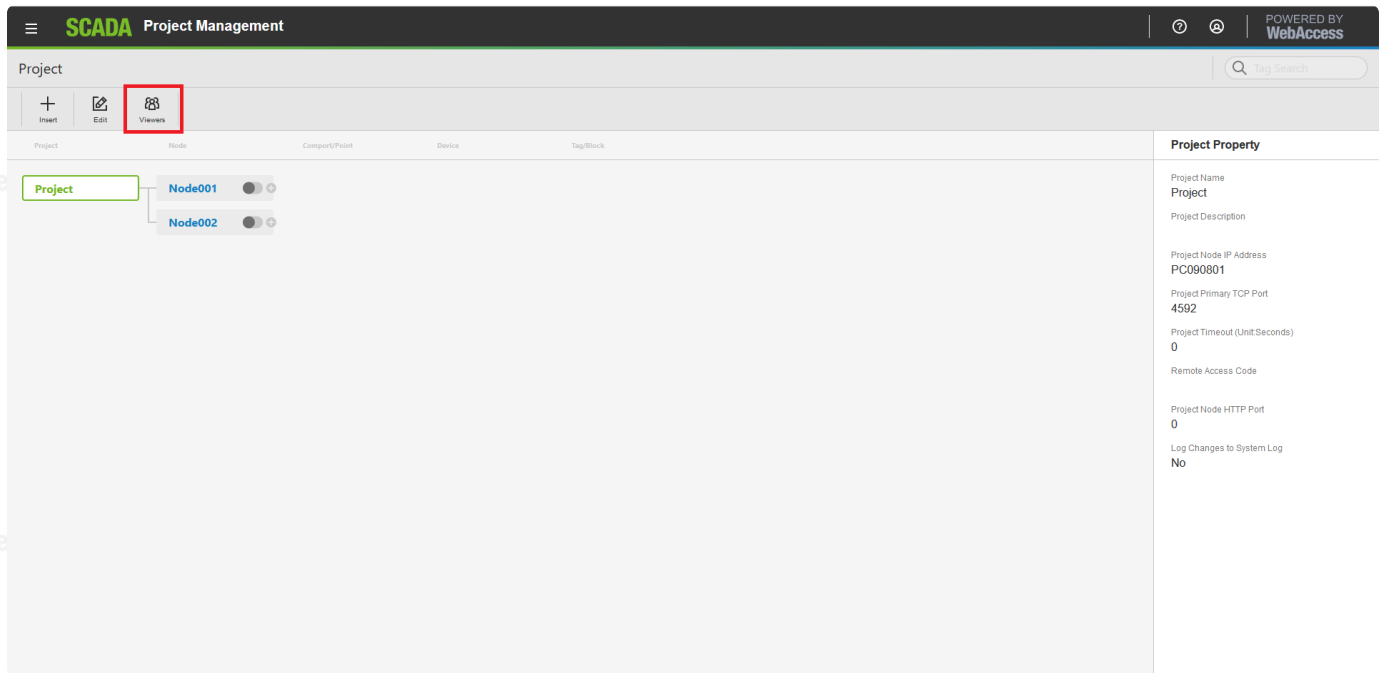 SCADA Project Management
POWERED BY
WebAccess
Project
Tag Search
Insert Edit Viewers
Project Node Comport/Point Device Tag/Block
Project Property
Project Node001
Node002
Project Name
Project
Project Description
Project Node IP Address
PC090801
Project Primary TCP Port
4592
Project Timeout (Unit:Seconds)
0
Remote Access Code
Project Node HTTP Port
0
Log Changes to System Log
No